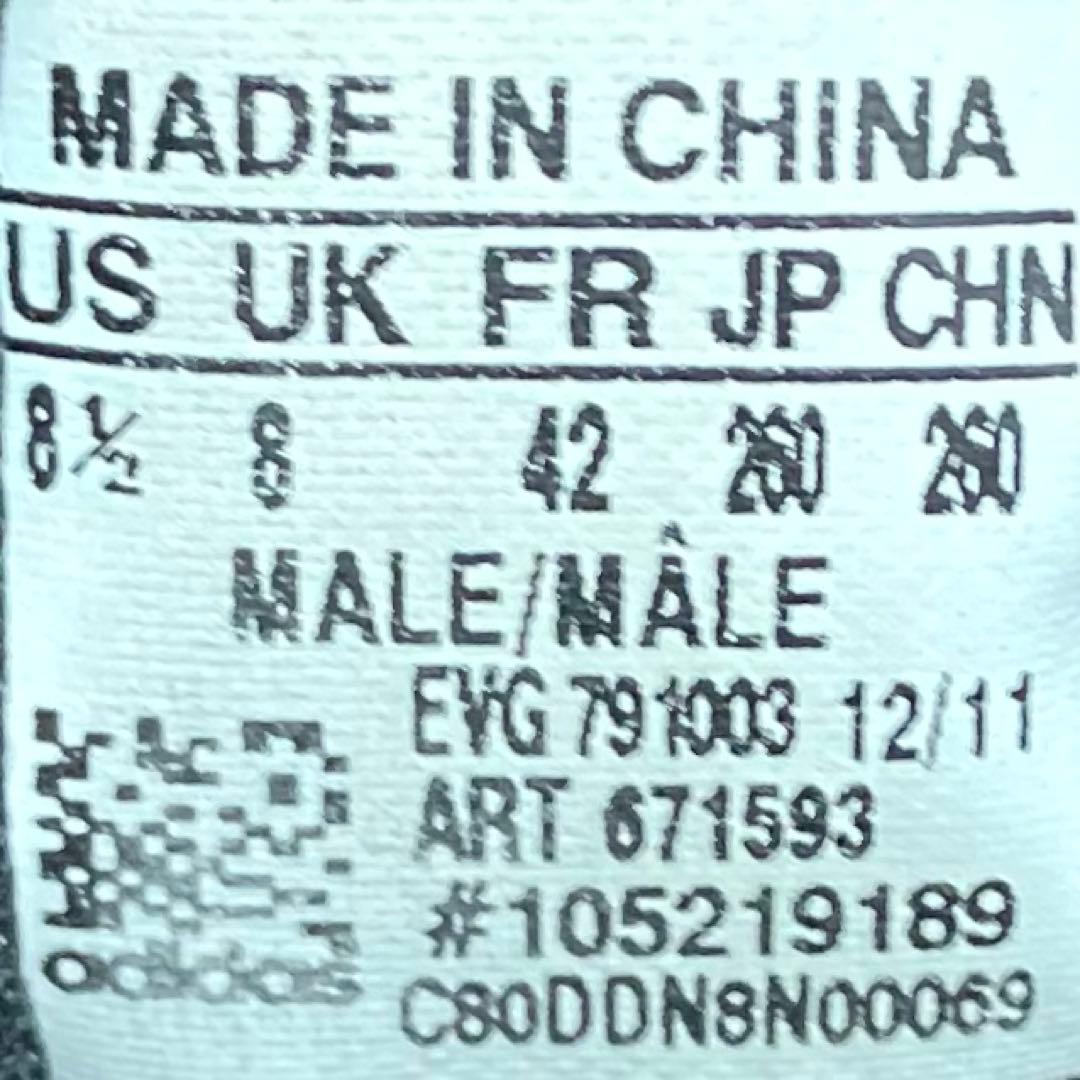 MADE IN CHINA
US UK FR JP CHN
8½ 8 42 260 260
MALE/MÂLE
EVG 791003 12/11
ART 671593
#105219189
C80DDN8N00069